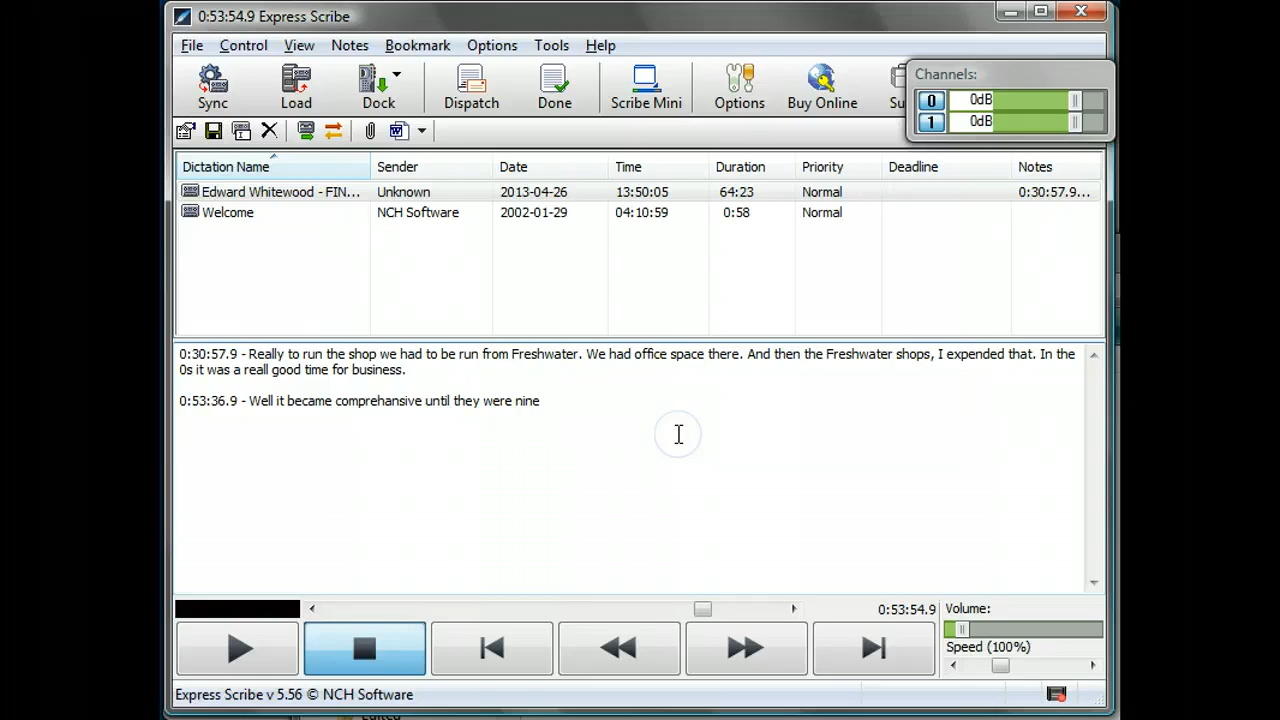 0:53:54.9 Express Scribe
File Control View Notes Bookmark Options Tools Help
Sync Load Dock Dispatch Done Scribe Mini Options Buy Online Su
Channels:
0 0dB
1 0dB
Dictation Name Sender Date Time Duration Priority Deadline Notes
Edward Whitewood - FIN... Unknown 2013-04-26 13:50:05 64:23 Normal 0:30:57.9...
Welcome NCH Software 2002-01-29 04:10:59 0:58 Normal
0:30:57.9 - Really to run the shop we had to be run from Freshwater. We had office space there. And then the Freshwater shops, I expended that. In the
0s it was a reall good time for business.
0:53:36.9 - Well it became comprehansive until they were nine
0:53:54.9 Volume:
Speed (100%)
Express Scribe v 5.56 © NCH Software